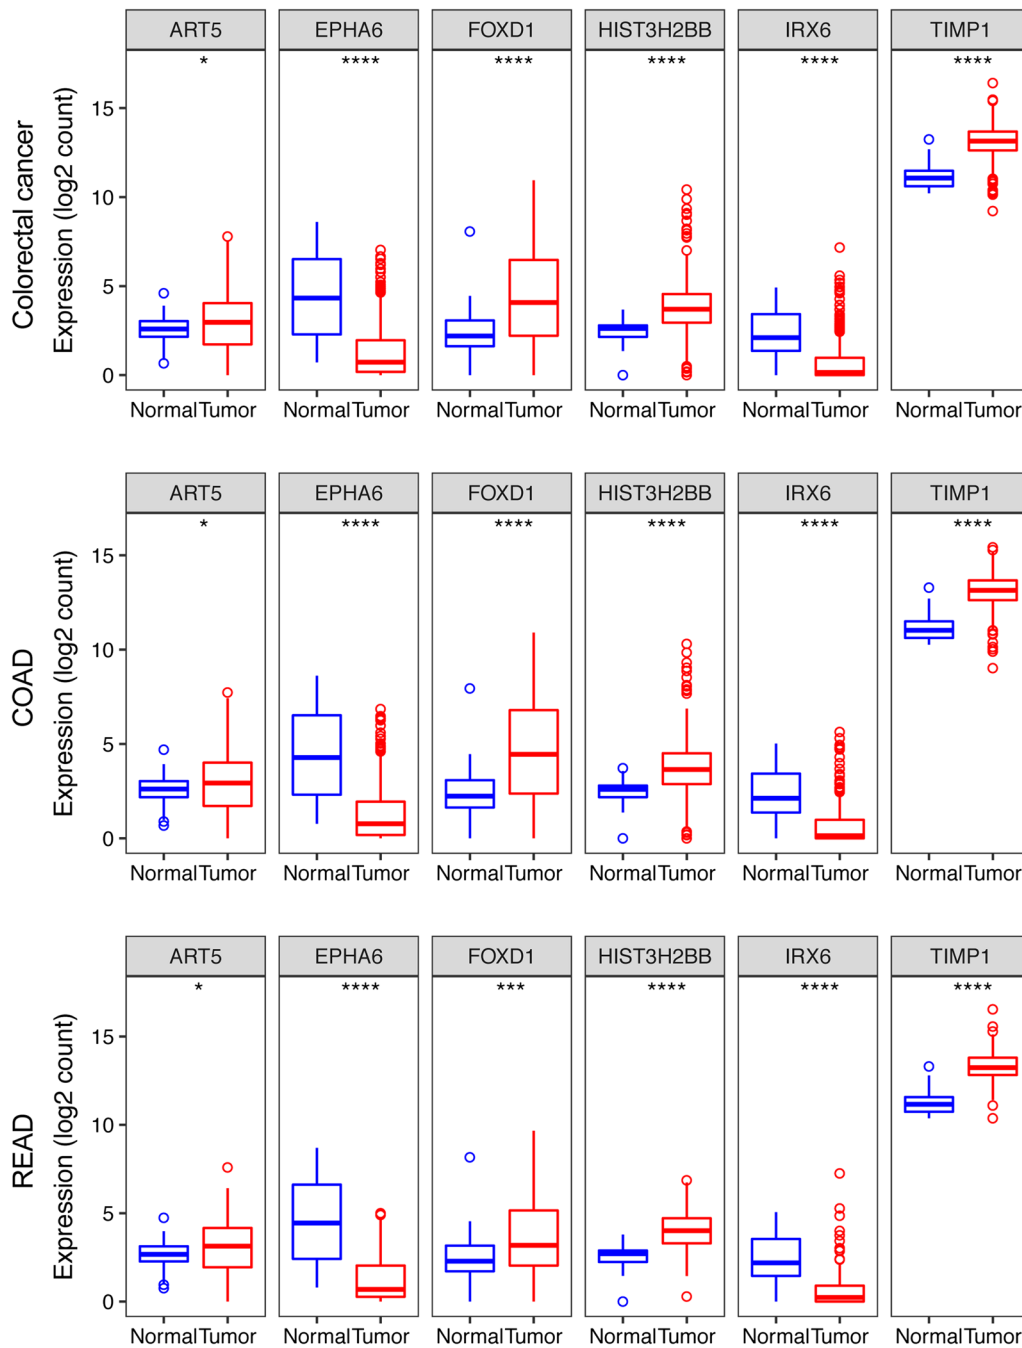 ART5 EPHA6 FOXD1 HIST3H2BB IRX6 TIMP1
* **** **** **** **** ****
Colorectal cancer
Expression (log2 count)
15
10
5
0
Normal Tumor Normal Tumor Normal Tumor Normal Tumor Normal Tumor Normal Tumor
ART5 EPHA6 FOXD1 HIST3H2BB IRX6 TIMP1
* **** **** **** **** ****
COAD
Expression (log2 count)
15
10
5
0
Normal Tumor Normal Tumor Normal Tumor Normal Tumor Normal Tumor Normal Tumor
ART5 EPHA6 FOXD1 HIST3H2BB IRX6 TIMP1
* **** *** **** **** ****
READ
Expression (log2 count)
15
10
5
0
Normal Tumor Normal Tumor Normal Tumor Normal Tumor Normal Tumor Normal Tumor